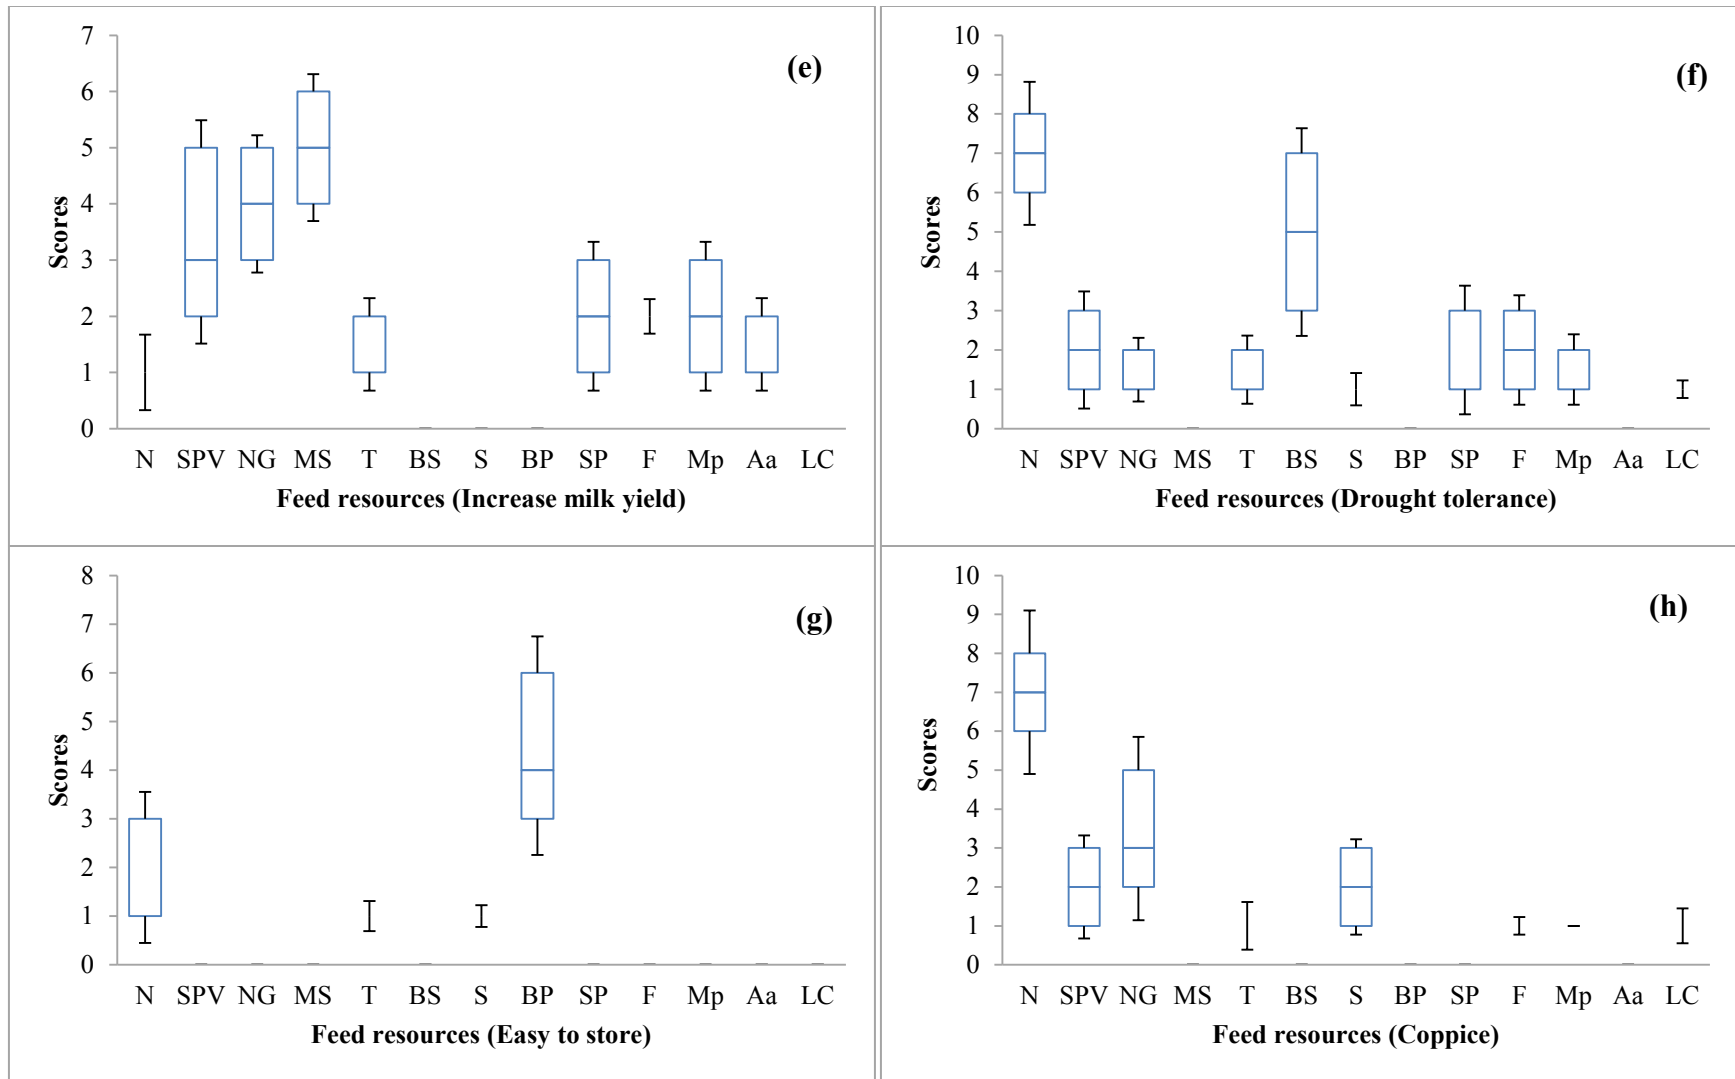 (e)
7
6
5
4
3
2
1
0
Scores
N SPV NG MS T BS S BP SP F Mp Aa LC
Feed resources (Increase milk yield)
(f)
10
9
8
7
6
5
4
3
2
1
0
Scores
N SPV NG MS T BS S BP SP F Mp Aa LC
Feed resources (Drought tolerance)
(g)
8
7
6
5
4
3
2
1
0
Scores
N SPV NG MS T BS S BP SP F Mp Aa LC
Feed resources (Easy to store)
(h)
10
9
8
7
6
5
4
3
2
1
0
Scores
N SPV NG MS T BS S BP SP F Mp Aa LC
Feed resources (Coppice)